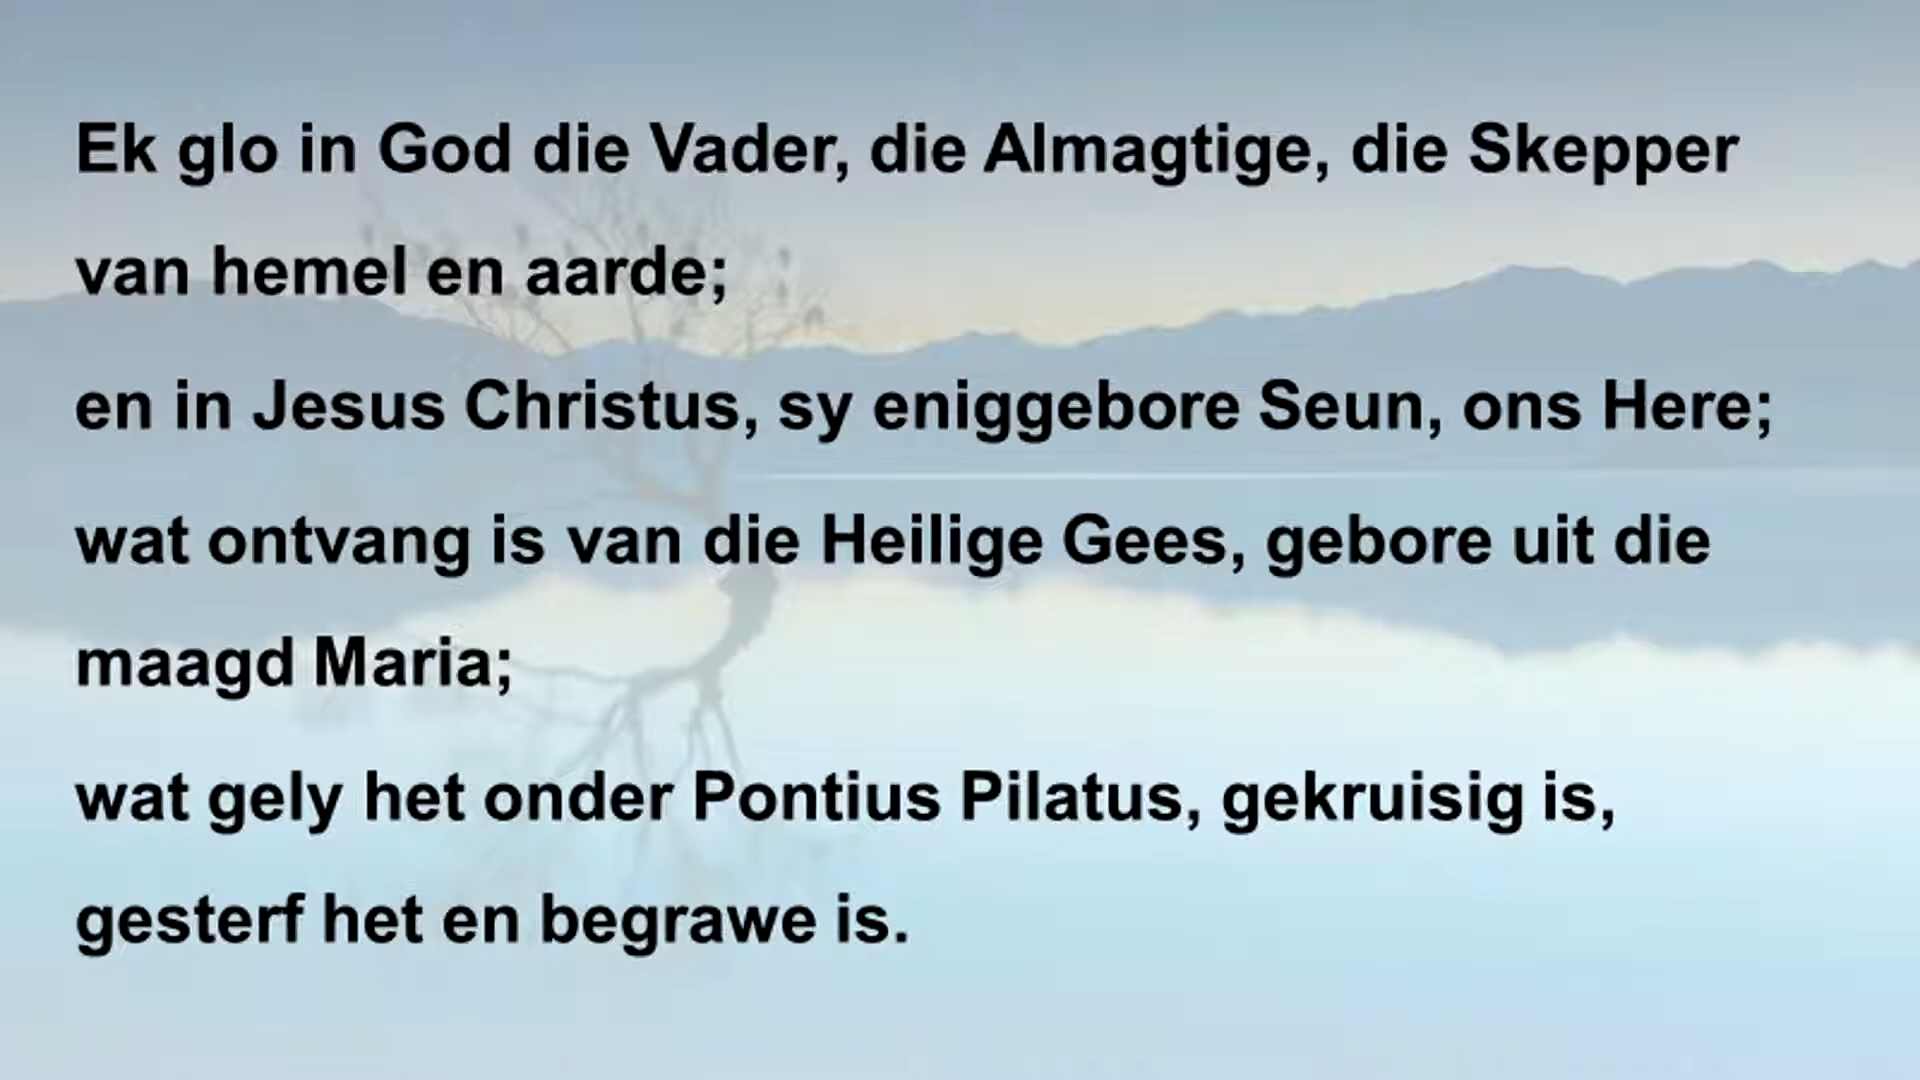 Ek glo in God die Vader, die Almagtige, die Skepper
van hemel en aarde;
en in Jesus Christus, sy eniggebore Seun, ons Here;
wat ontvang is van die Heilige Gees, gebore uit die
maagd Maria;
wat gely het onder Pontius Pilatus, gekruisig is,
gesterf het en begrawe is.